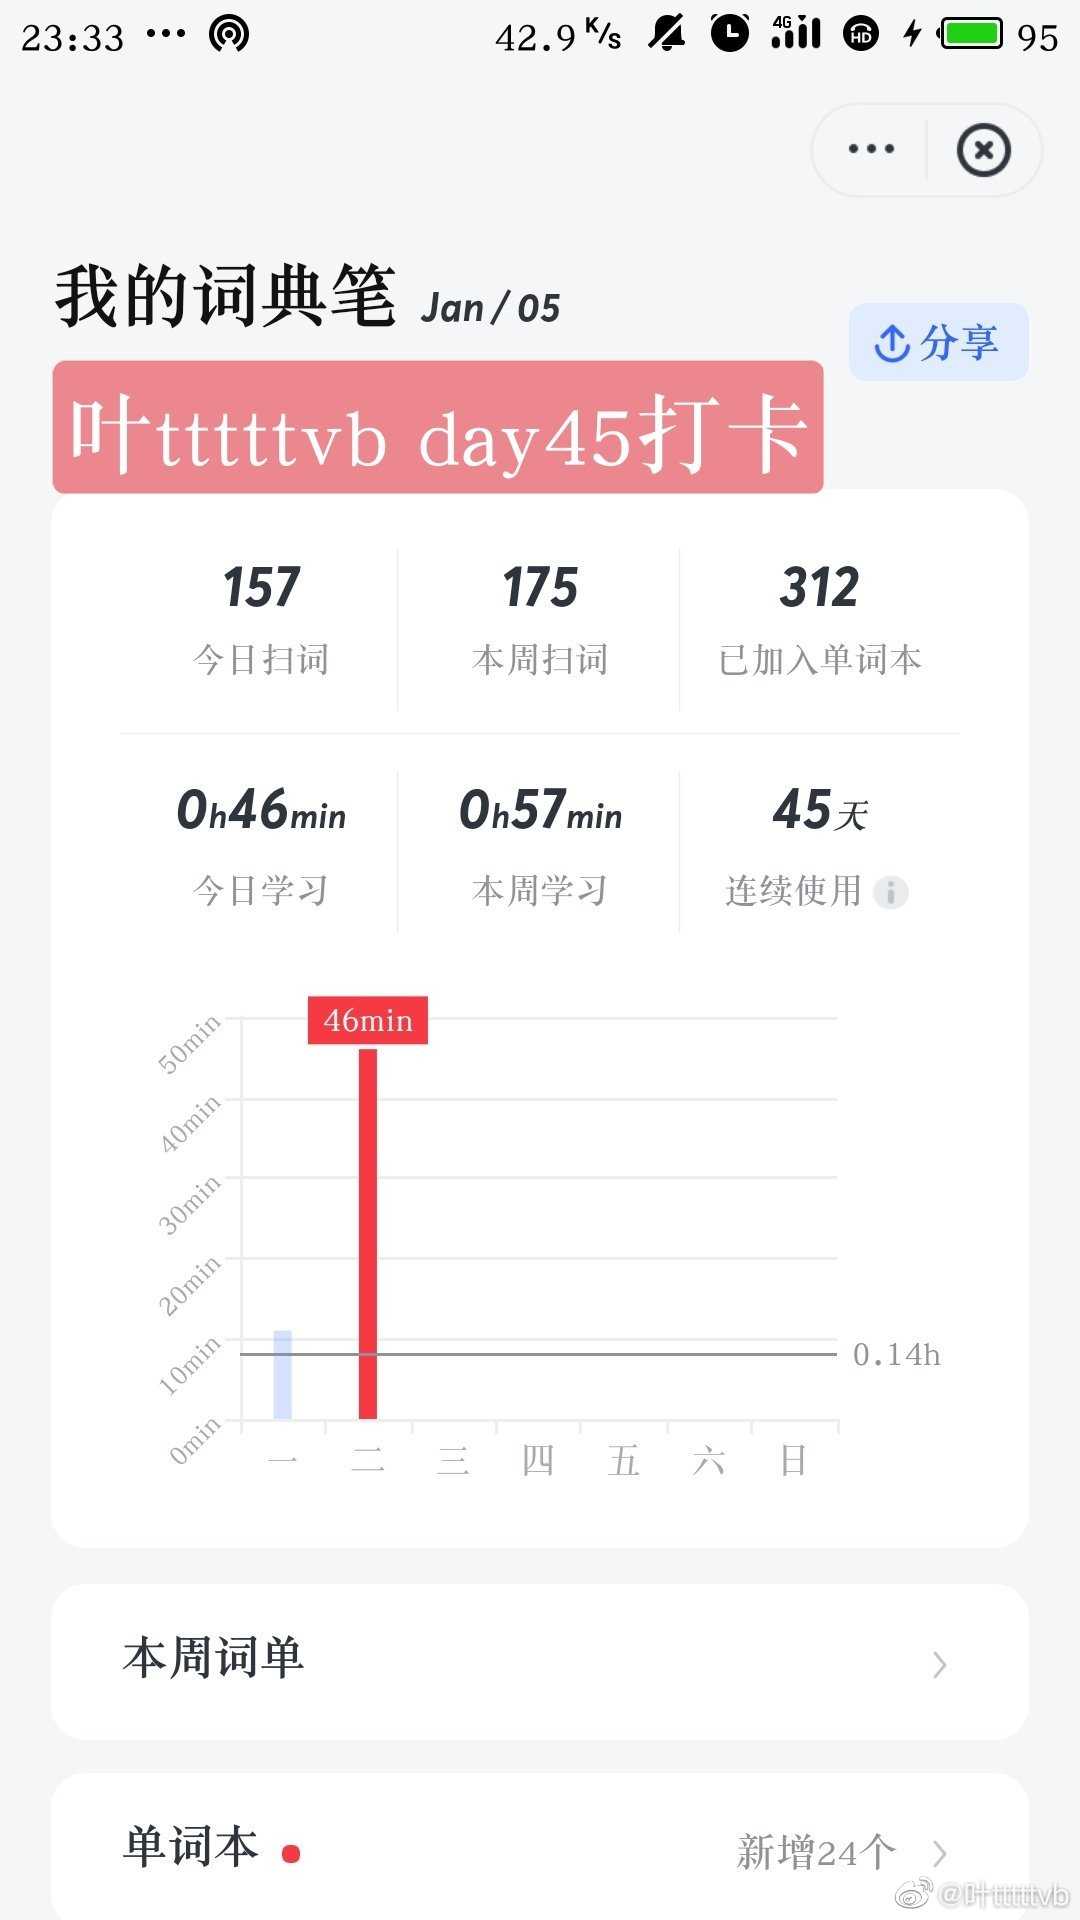 23:33 ••• 42.9 K/s 4G HD 95
•••
我的词典笔 Jan / 05
分享
叶tttttvb day45打卡
157 175 312
今日扫词 本周扫词 已加入单词本
0h46min 0h57min 45天
今日学习 本周学习 连续使用 i
46min
50min
40min
30min
20min
10min
0.14h
0min
一 二 三 四 五 六 日
本周词单
单词本 新增24个
@叶tttttvb